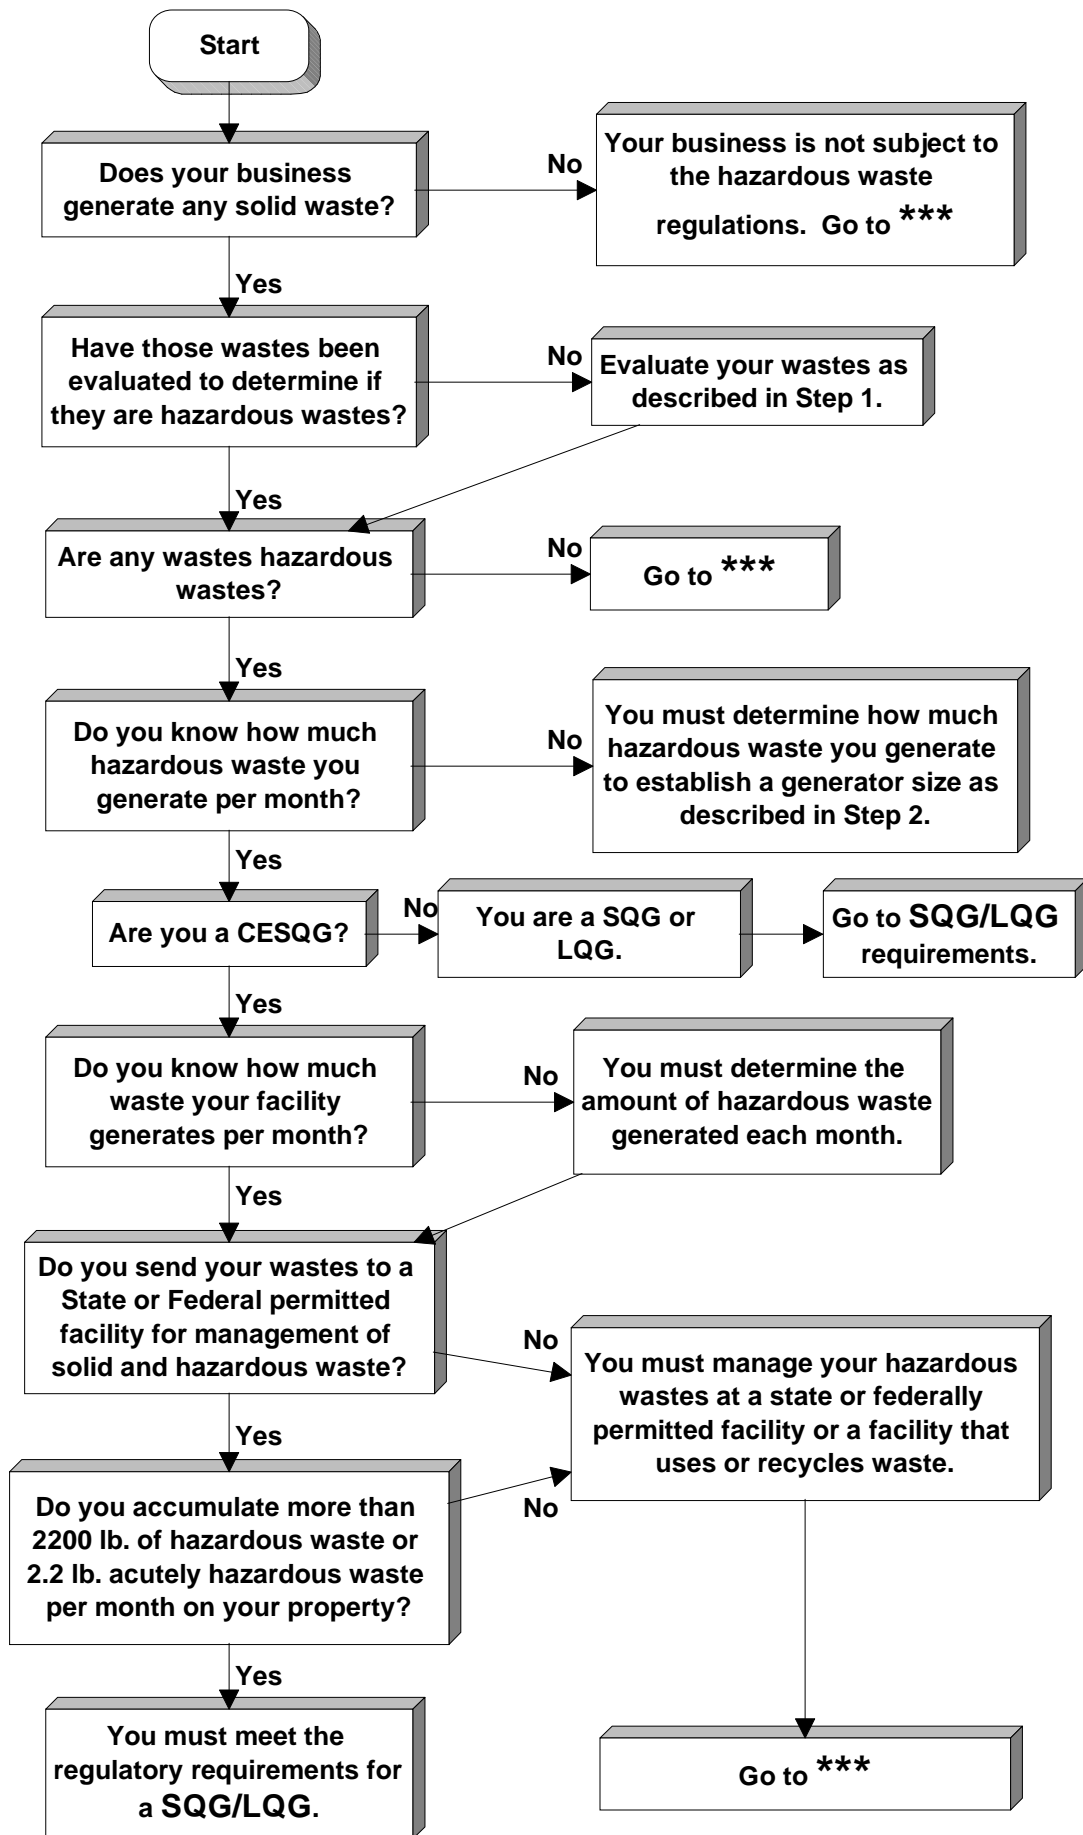 Start
Does your business
generate any solid waste?
No
Your business is not subject to
the hazardous waste
regulations.  Go to ***
Yes
Have those wastes been
evaluated to determine if
they are hazardous wastes?
No
Evaluate your wastes as
described in Step 1.
Yes
Are any wastes hazardous
wastes?
No
Go to ***
Yes
Do you know how much
hazardous waste you
generate per month?
No
You must determine how much
hazardous waste you generate
to establish a generator size as
described in Step 2.
Yes
Are you a CESQG?
No
You are a SQG or
LQG.
Go to SQG/LQG
requirements.
Yes
Do you know how much
waste your facility
generates per month?
No
You must determine the
amount of hazardous waste
generated each month.
Yes
Do you send your wastes to a
State or Federal permitted
facility for management of
solid and hazardous waste?
No
You must manage your hazardous
wastes at a state or federally
permitted facility or a facility that
uses or recycles waste.
Yes
Do you accumulate more than
2200 lb. of hazardous waste or
2.2 lb. acutely hazardous waste
per month on your property?
No
Yes
You must meet the
regulatory requirements for
a SQG/LQG.
Go to ***